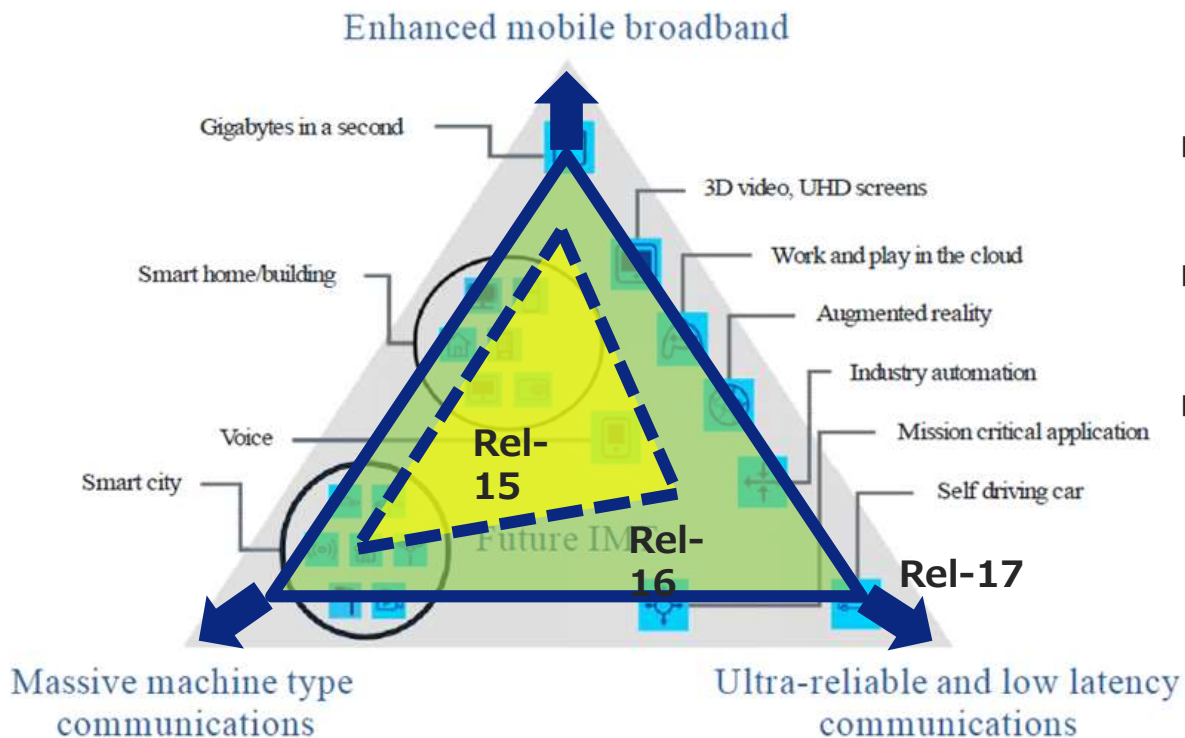 Enhanced mobile broadband
Gigabytes in a second
3D video, UHD screens
Work and play in the cloud
Smart home/building
Augmented reality
Industry automation
Voice
Rel-
15
Mission critical application
Smart city
Self driving car
Future IMT
Rel-
16
Rel-17
Massive machine type
communications
Ultra-reliable and low latency
communications